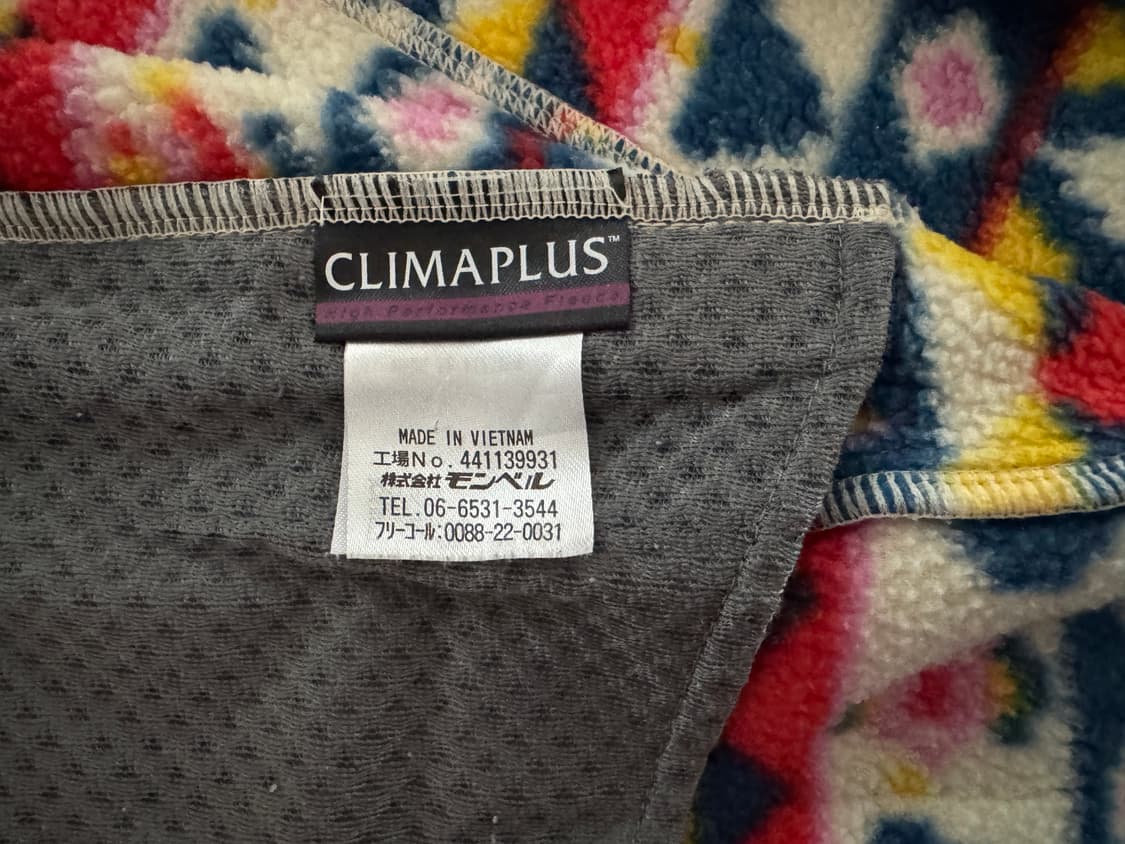 CLIMAPLUS™
High Performance Fleece
MADE IN VIETNAM
工場No.441139931
株式会社モンベル
TEL.06-6531-3544
フリーコール:0088-22-0031